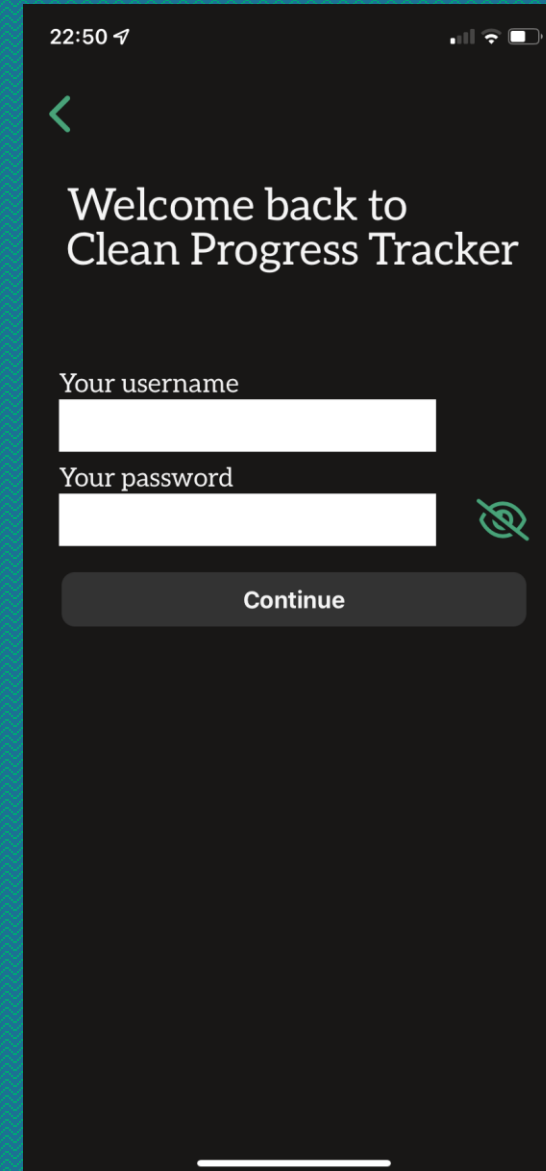 22:50
Welcome back to
Clean Progress Tracker
Your username
Your password
Continue